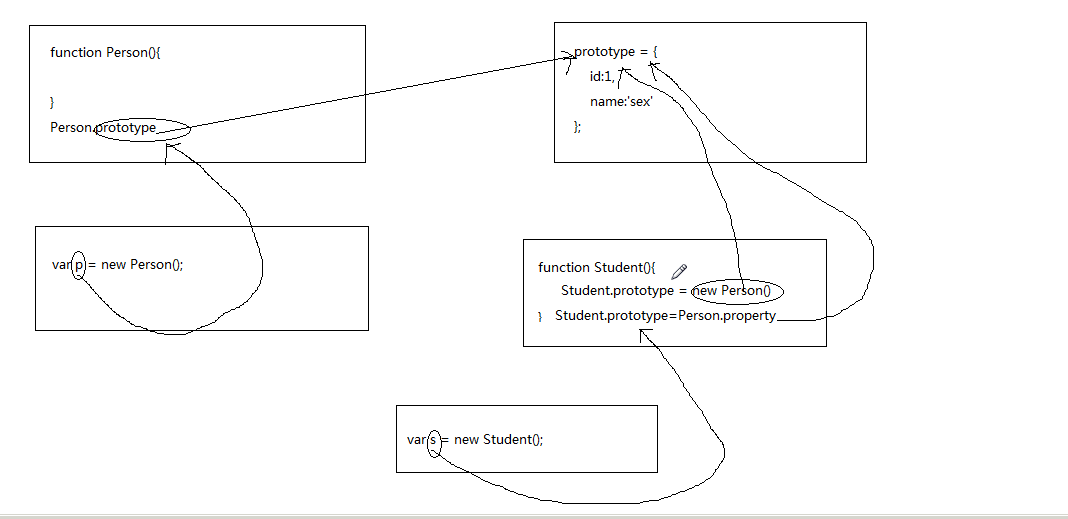 function Person(){
}
Person.prototype
prototype = {
id:1,
name:'sex'
};
var p = new Person();
function Student(){
Student.prototype = new Person()
} Student.prototype=Person.property
var s = new Student();